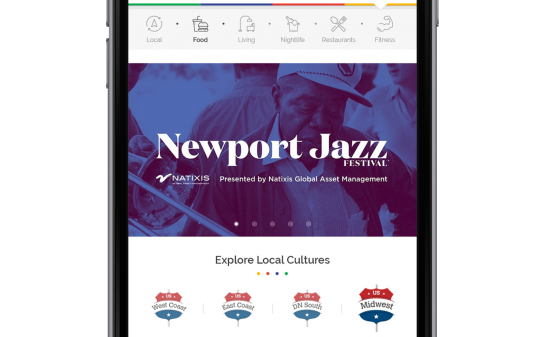 Local Food Living Nightlife Restaurants Fitness
Newport Jazz
FESTIVAL
NATIXIS
Presented by Natixis Global Asset Management
Explore Local Cultures
US US US US
West Coast East Coast DN South Midwest